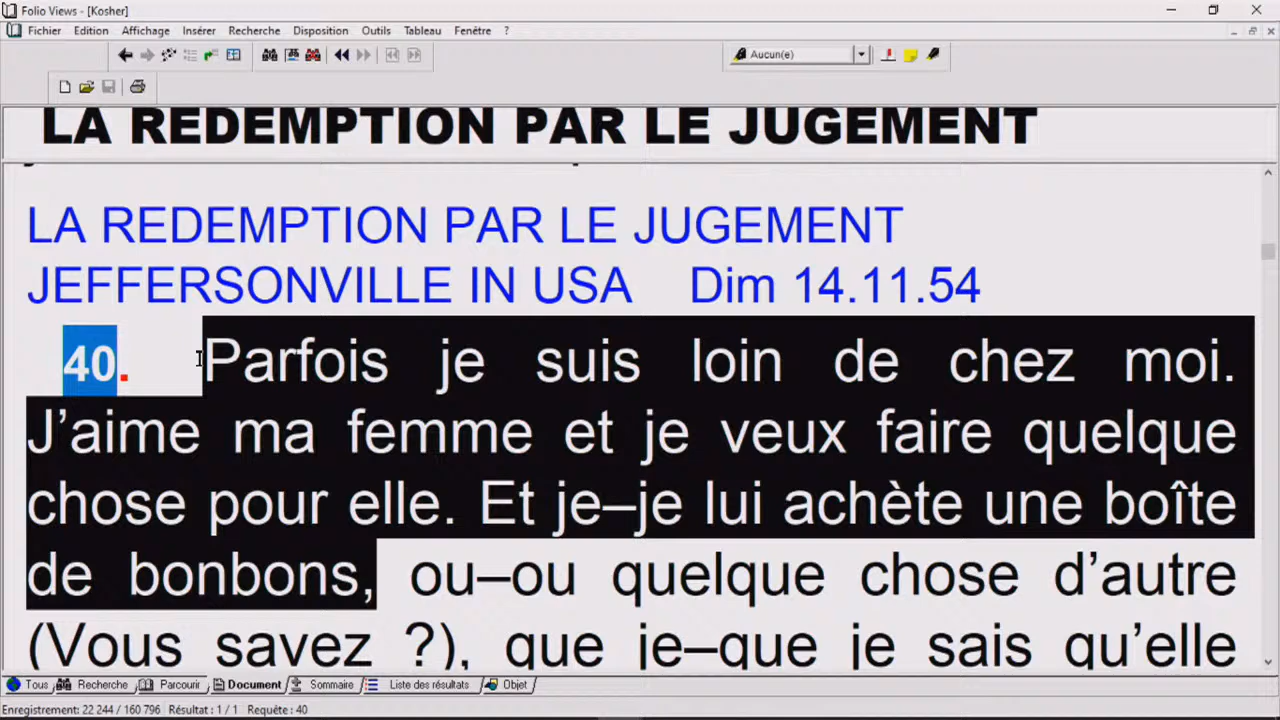 Folio Views - [Kosher]
Fichier Edition Affichage Insérer Recherche Disposition Outils Tableau Fenêtre ?
Aucun(e)
LA REDEMPTION PAR LE JUGEMENT
LA REDEMPTION PAR LE JUGEMENT
JEFFERSONVILLE IN USA Dim 14.11.54
40. Parfois je suis loin de chez moi.
J’aime ma femme et je veux faire quelque
chose pour elle. Et je–je lui achète une boîte
de bonbons, ou–ou quelque chose d’autre
(Vous savez ?), que je–que je sais qu’elle
Tous Recherche Parcourir Document Sommaire Liste des résultats Objet
Enregistrement: 22 244 / 160 796 Résultat : 1 / 1 Requête : 40